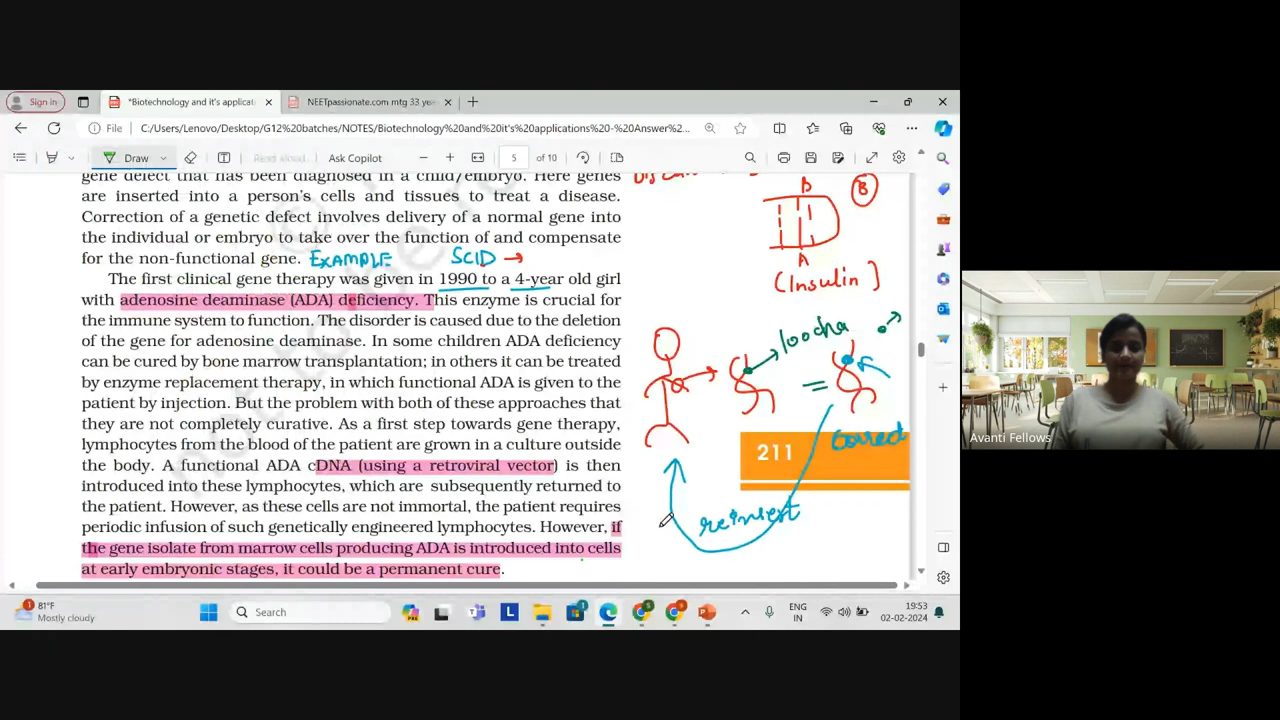 Sign in
*Biotechnology and it's applicati
NEETpassionate.com mtg 33 yea
File
C:/Users/Lenovo/Desktop/G12%20batches/NOTES/Biotechnology%20and%20it's%20applications%20-%20Answer%2...
Draw
Read aloud
Ask Copilot
5
of 10
gene defect that has been diagnosed in a child/embryo. Here genes
are inserted into a person's cells and tissues to treat a disease.
Correction of a genetic defect involves delivery of a normal gene into
the individual or embryo to take over the function of and compensate
for the non-functional gene. EXAMPLE SCID →
The first clinical gene therapy was given in 1990 to a 4-year old girl
with adenosine deaminase (ADA) deficiency. This enzyme is crucial for
the immune system to function. The disorder is caused due to the deletion
of the gene for adenosine deaminase. In some children ADA deficiency
can be cured by bone marrow transplantation; in others it can be treated
by enzyme replacement therapy, in which functional ADA is given to the
patient by injection. But the problem with both of these approaches that
they are not completely curative. As a first step towards gene therapy,
lymphocytes from the blood of the patient are grown in a culture outside
the body. A functional ADA cDNA (using a retroviral vector) is then
introduced into these lymphocytes, which are subsequently returned to
the patient. However, as these cells are not immortal, the patient requires
periodic infusion of such genetically engineered lymphocytes. However, if
the gene isolate from marrow cells producing ADA is introduced into cells
at early embryonic stages, it could be a permanent cure.
B
B
A
(Insulin]
loocha
=
correct
211
reinsert
not to be
Avanti Fellows
81°F
Mostly cloudy
Search
ENG
IN
19:53
02-02-2024